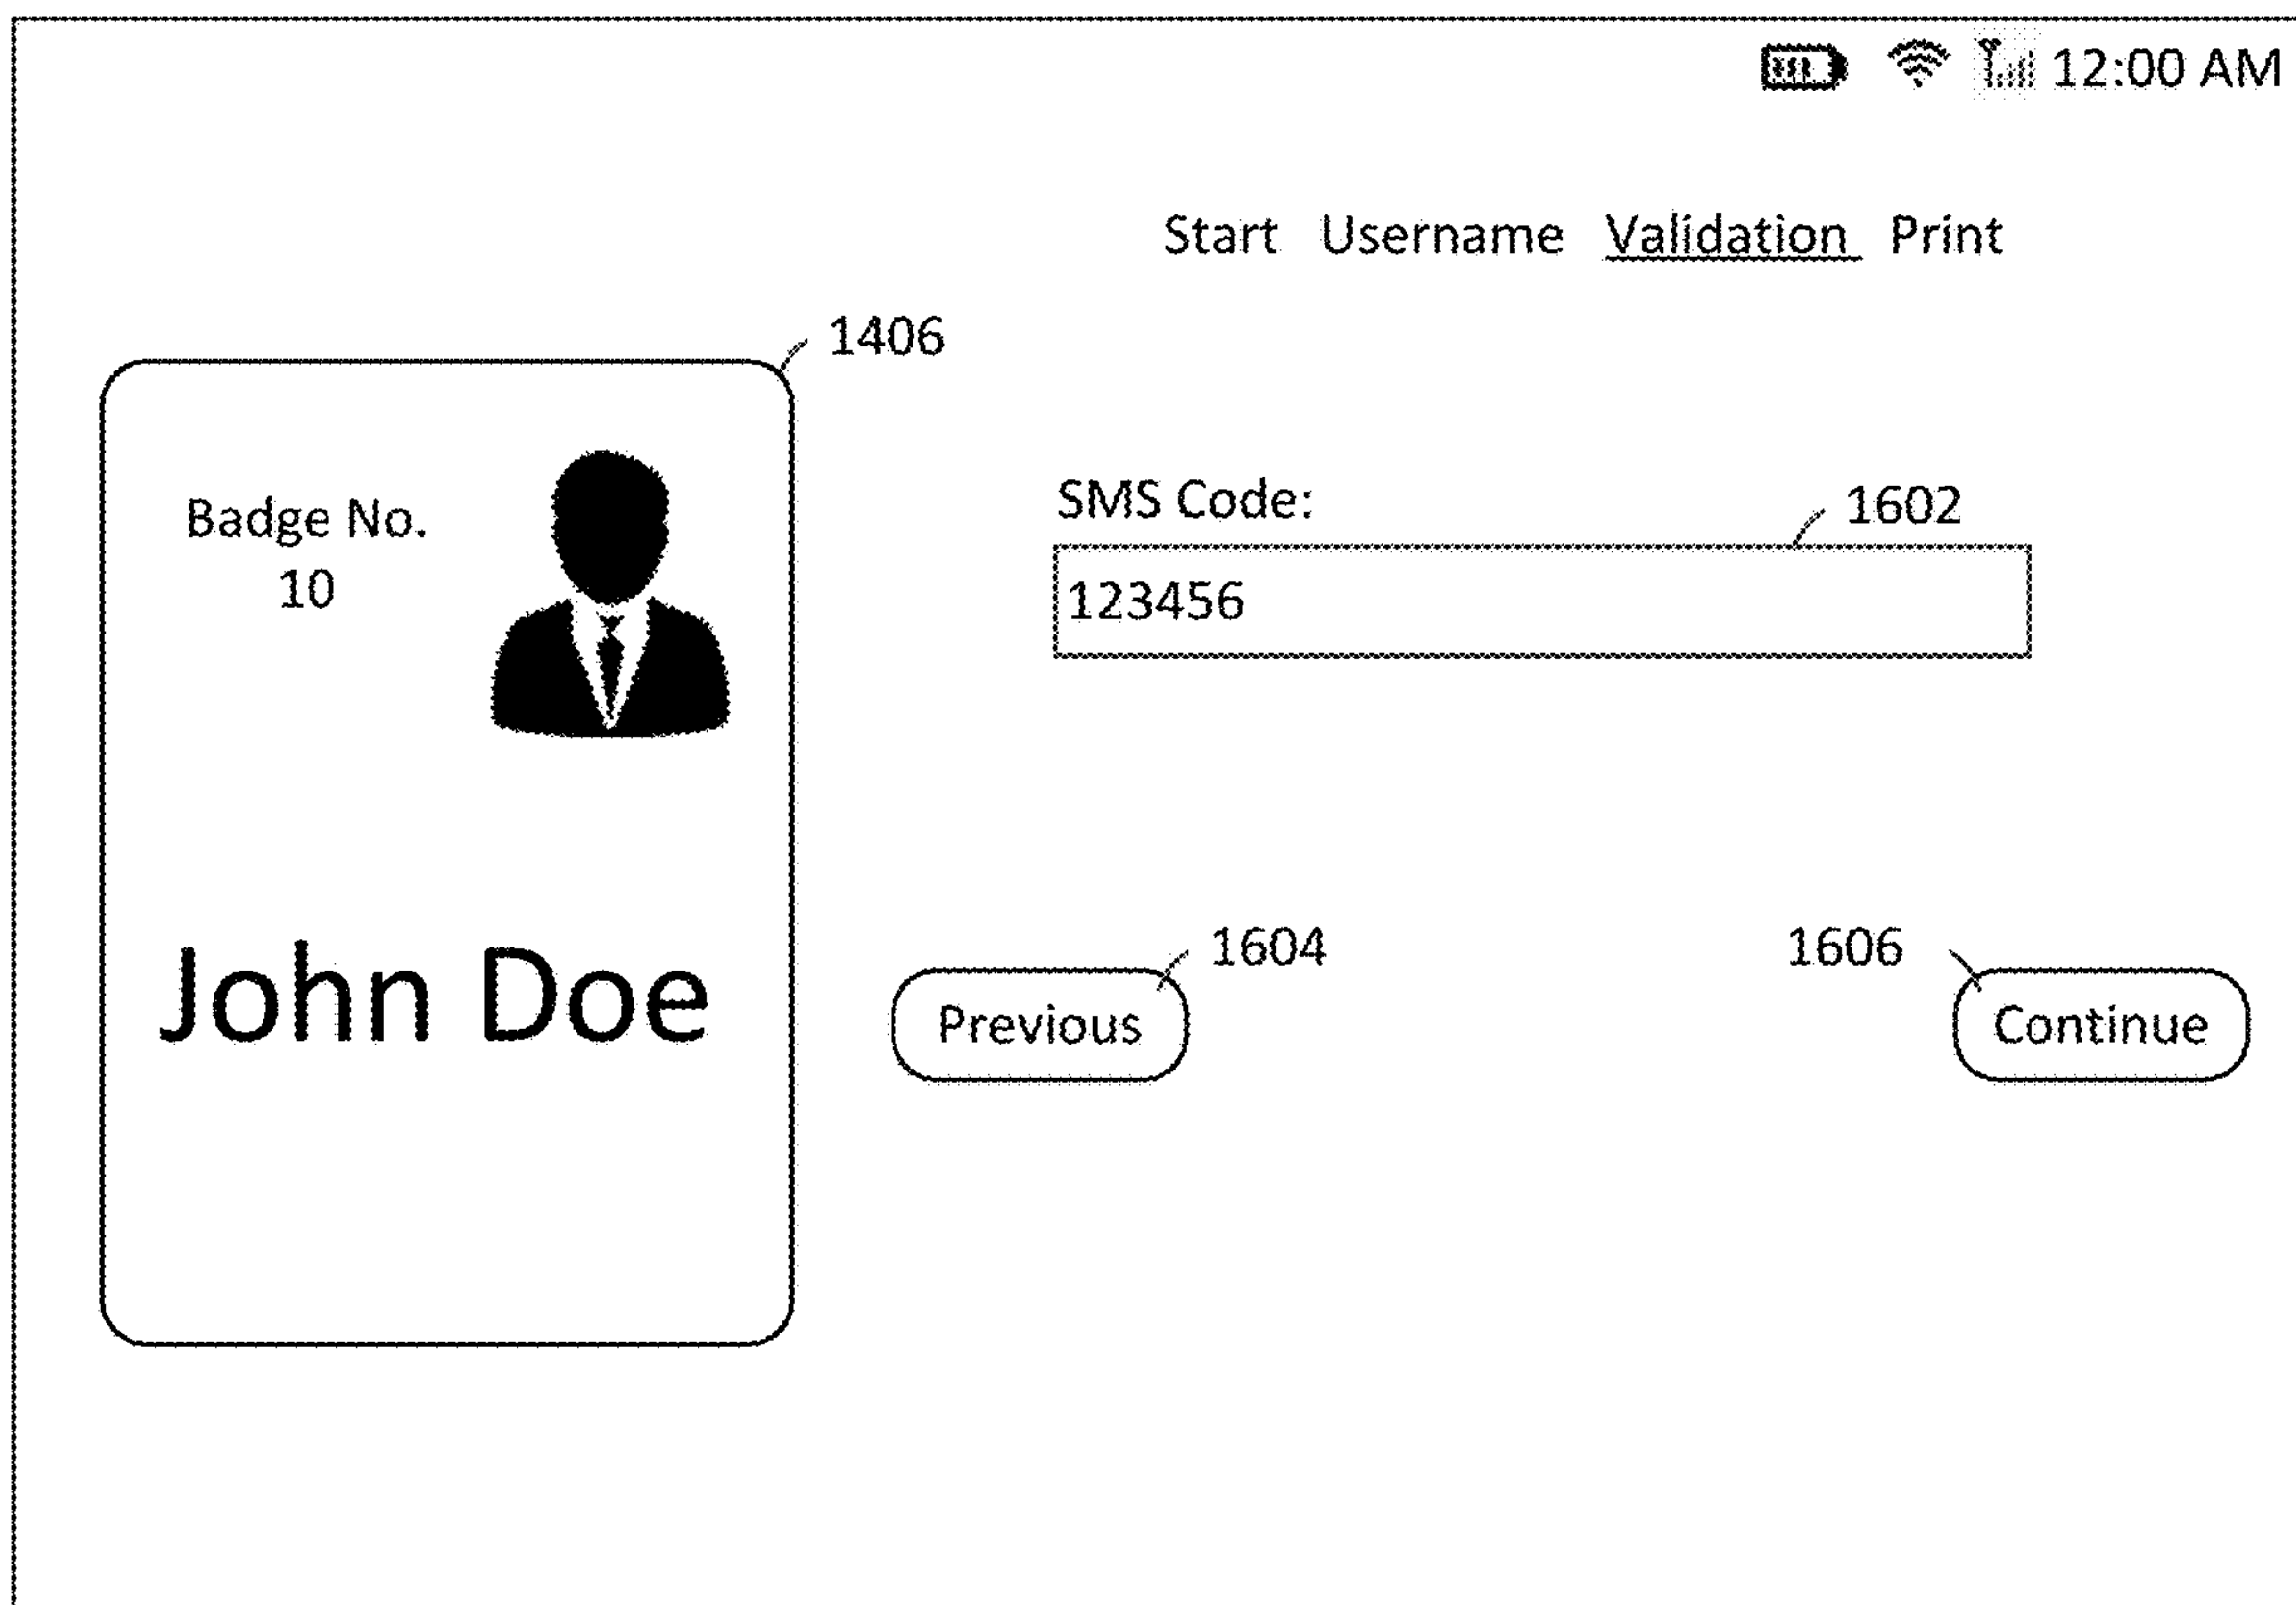 12:00 AM
Start Username Validation Print
1406
Badge No.
10
John Doe
SMS Code:
1602
123456
1604
Previous
1606
Continue